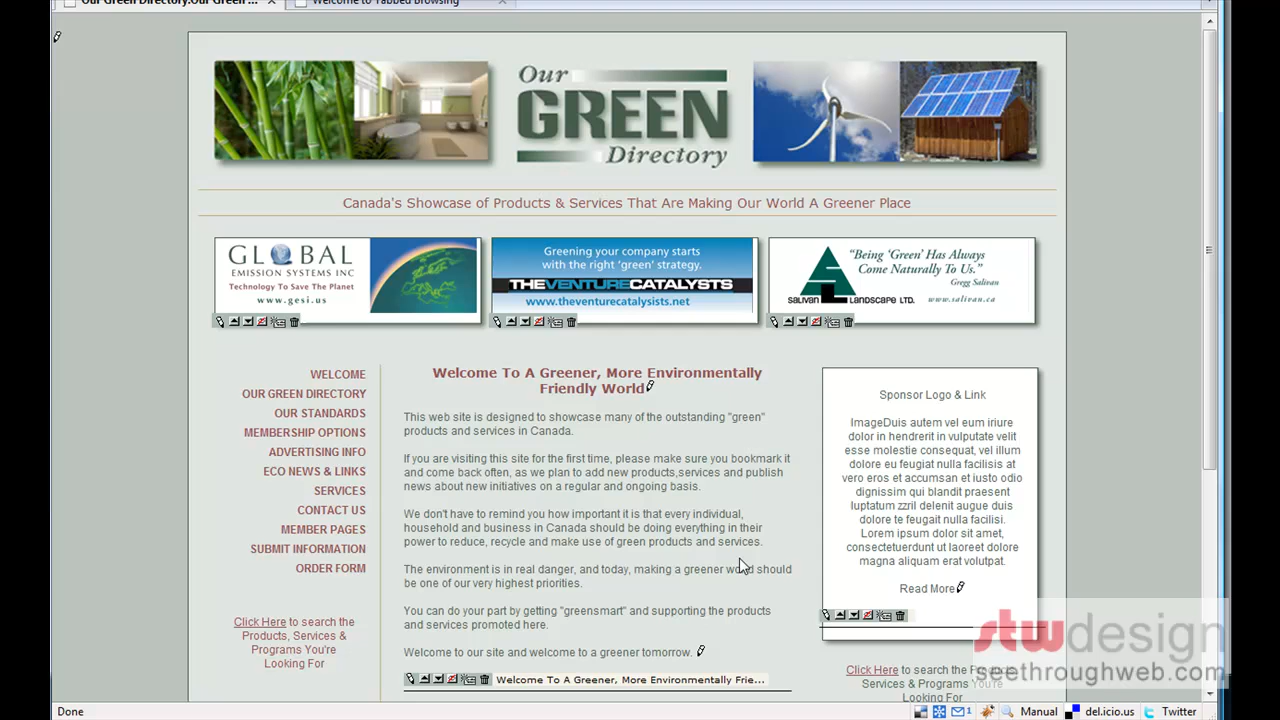 Our Green Directory:Our Green ...
Welcome to Tabbed Browsing
Our
GREEN
Directory
Canada's Showcase of Products & Services That Are Making Our World A Greener Place
GLOBAL
EMISSION SYSTEMS INC
Technology To Save The Planet
www.gesi.us
Greening your company starts
with the right 'green' strategy.
THEVENTURECATALYSTS
www.theventurecatalysists.net
SALIVAN LANDSCAPE LTD.
"Being 'Green' Has Always
Come Naturally To Us."
Gregg Salivan
www.salivan.ca
WELCOME
OUR GREEN DIRECTORY
OUR STANDARDS
MEMBERSHIP OPTIONS
ADVERTISING INFO
ECO NEWS & LINKS
SERVICES
CONTACT US
MEMBER PAGES
SUBMIT INFORMATION
ORDER FORM
Click Here to search the
Products, Services &
Programs You're
Looking For
Welcome To A Greener, More Environmentally
Friendly World
This web site is designed to showcase many of the outstanding "green"
products and services in Canada.
If you are visiting this site for the first time, please make sure you bookmark it
and come back often, as we plan to add new products,services and publish
news about new initiatives on a regular and ongoing basis.
We don't have to remind you how important it is that every individual,
household and business in Canada should be doing everything in their
power to reduce, recycle and make use of green products and services.
The environment is in real danger, and today, making a greener world should
be one of our very highest priorities.
You can do your part by getting "greensmart" and supporting the products
and services promoted here.
Welcome to our site and welcome to a greener tomorrow.
Welcome To A Greener, More Environmentally Frie...
Sponsor Logo & Link
ImageDuis autem vel eum iriure
dolor in hendrerit in vulputate velit
esse molestie consequat, vel illum
dolore eu feugiat nulla facilisis at
vero eros et accumsan et iusto odio
dignissim qui blandit praesent
luptatum zzril delenit augue duis
dolore te feugait nulla facilisi.
Lorem ipsum dolor sit amet,
consectetuerdunt ut laoreet dolore
magna aliquam erat volutpat.
Read More
Click Here to search the Products,
Services & Programs You're
Looking For
stwdesign
seethroughweb.com
Done
1
Manual
del.icio.us
Twitter